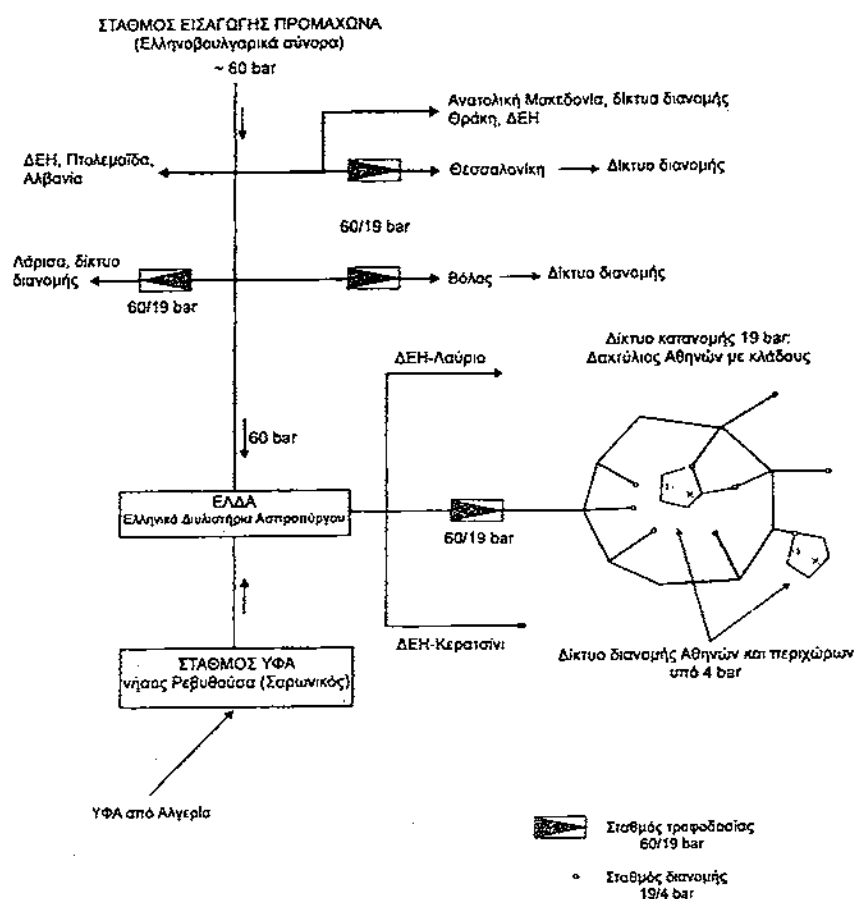 ΣΤΑΘΜΟΣ ΕΙΣΑΓΩΓΗΣ ΠΡΟΜΑΧΩΝΑ
(Ελληνοβουλγαρικά σύνορα)
~ 60 bar
Ανατολική Μακεδονία, δίκτυα διανομής
Θράκη, ΔΕΗ
ΔΕΗ, Πτολεμαΐδα,
Αλβανία
Θεσσαλονίκη
Δίκτυο διανομής
60/19 bar
Λάρισα, δίκτυο
διανομής
60/19 bar
Βόλος
Δίκτυο διανομής
Δίκτυο κατανομής 19 bar:
Δακτύλιος Αθηνών με κλάδους
ΔΕΗ-Λαύριο
60 bar
ΕΛΔΑ
Ελληνικά Διυλιστήρια Ασπροπύργου
60/19 bar
ΔΕΗ-Κερατσίνι
Δίκτυο διανομής Αθηνών και περιχώρων
υπό 4 bar
ΣΤΑΘΜΟΣ ΥΦΑ
νήσος Ρεβυθούσα (Σαρωνικός)
ΥΦΑ από Αλγερία
Σταθμός τροφοδοσίας
60/19 bar
Σταθμός διανομής
19/4 bar